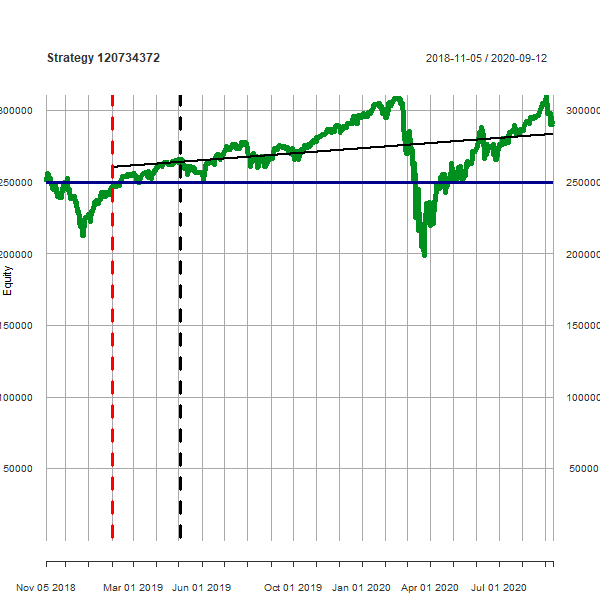 Strategy 120734372 2018-11-05 / 2020-09-12
300000 300000
250000 250000
200000 200000
Equity
150000 150000
100000 100000
50000 50000
Nov 05 2018 Mar 01 2019 Jun 01 2019 Oct 01 2019 Jan 01 2020 Apr 01 2020 Jul 01 2020